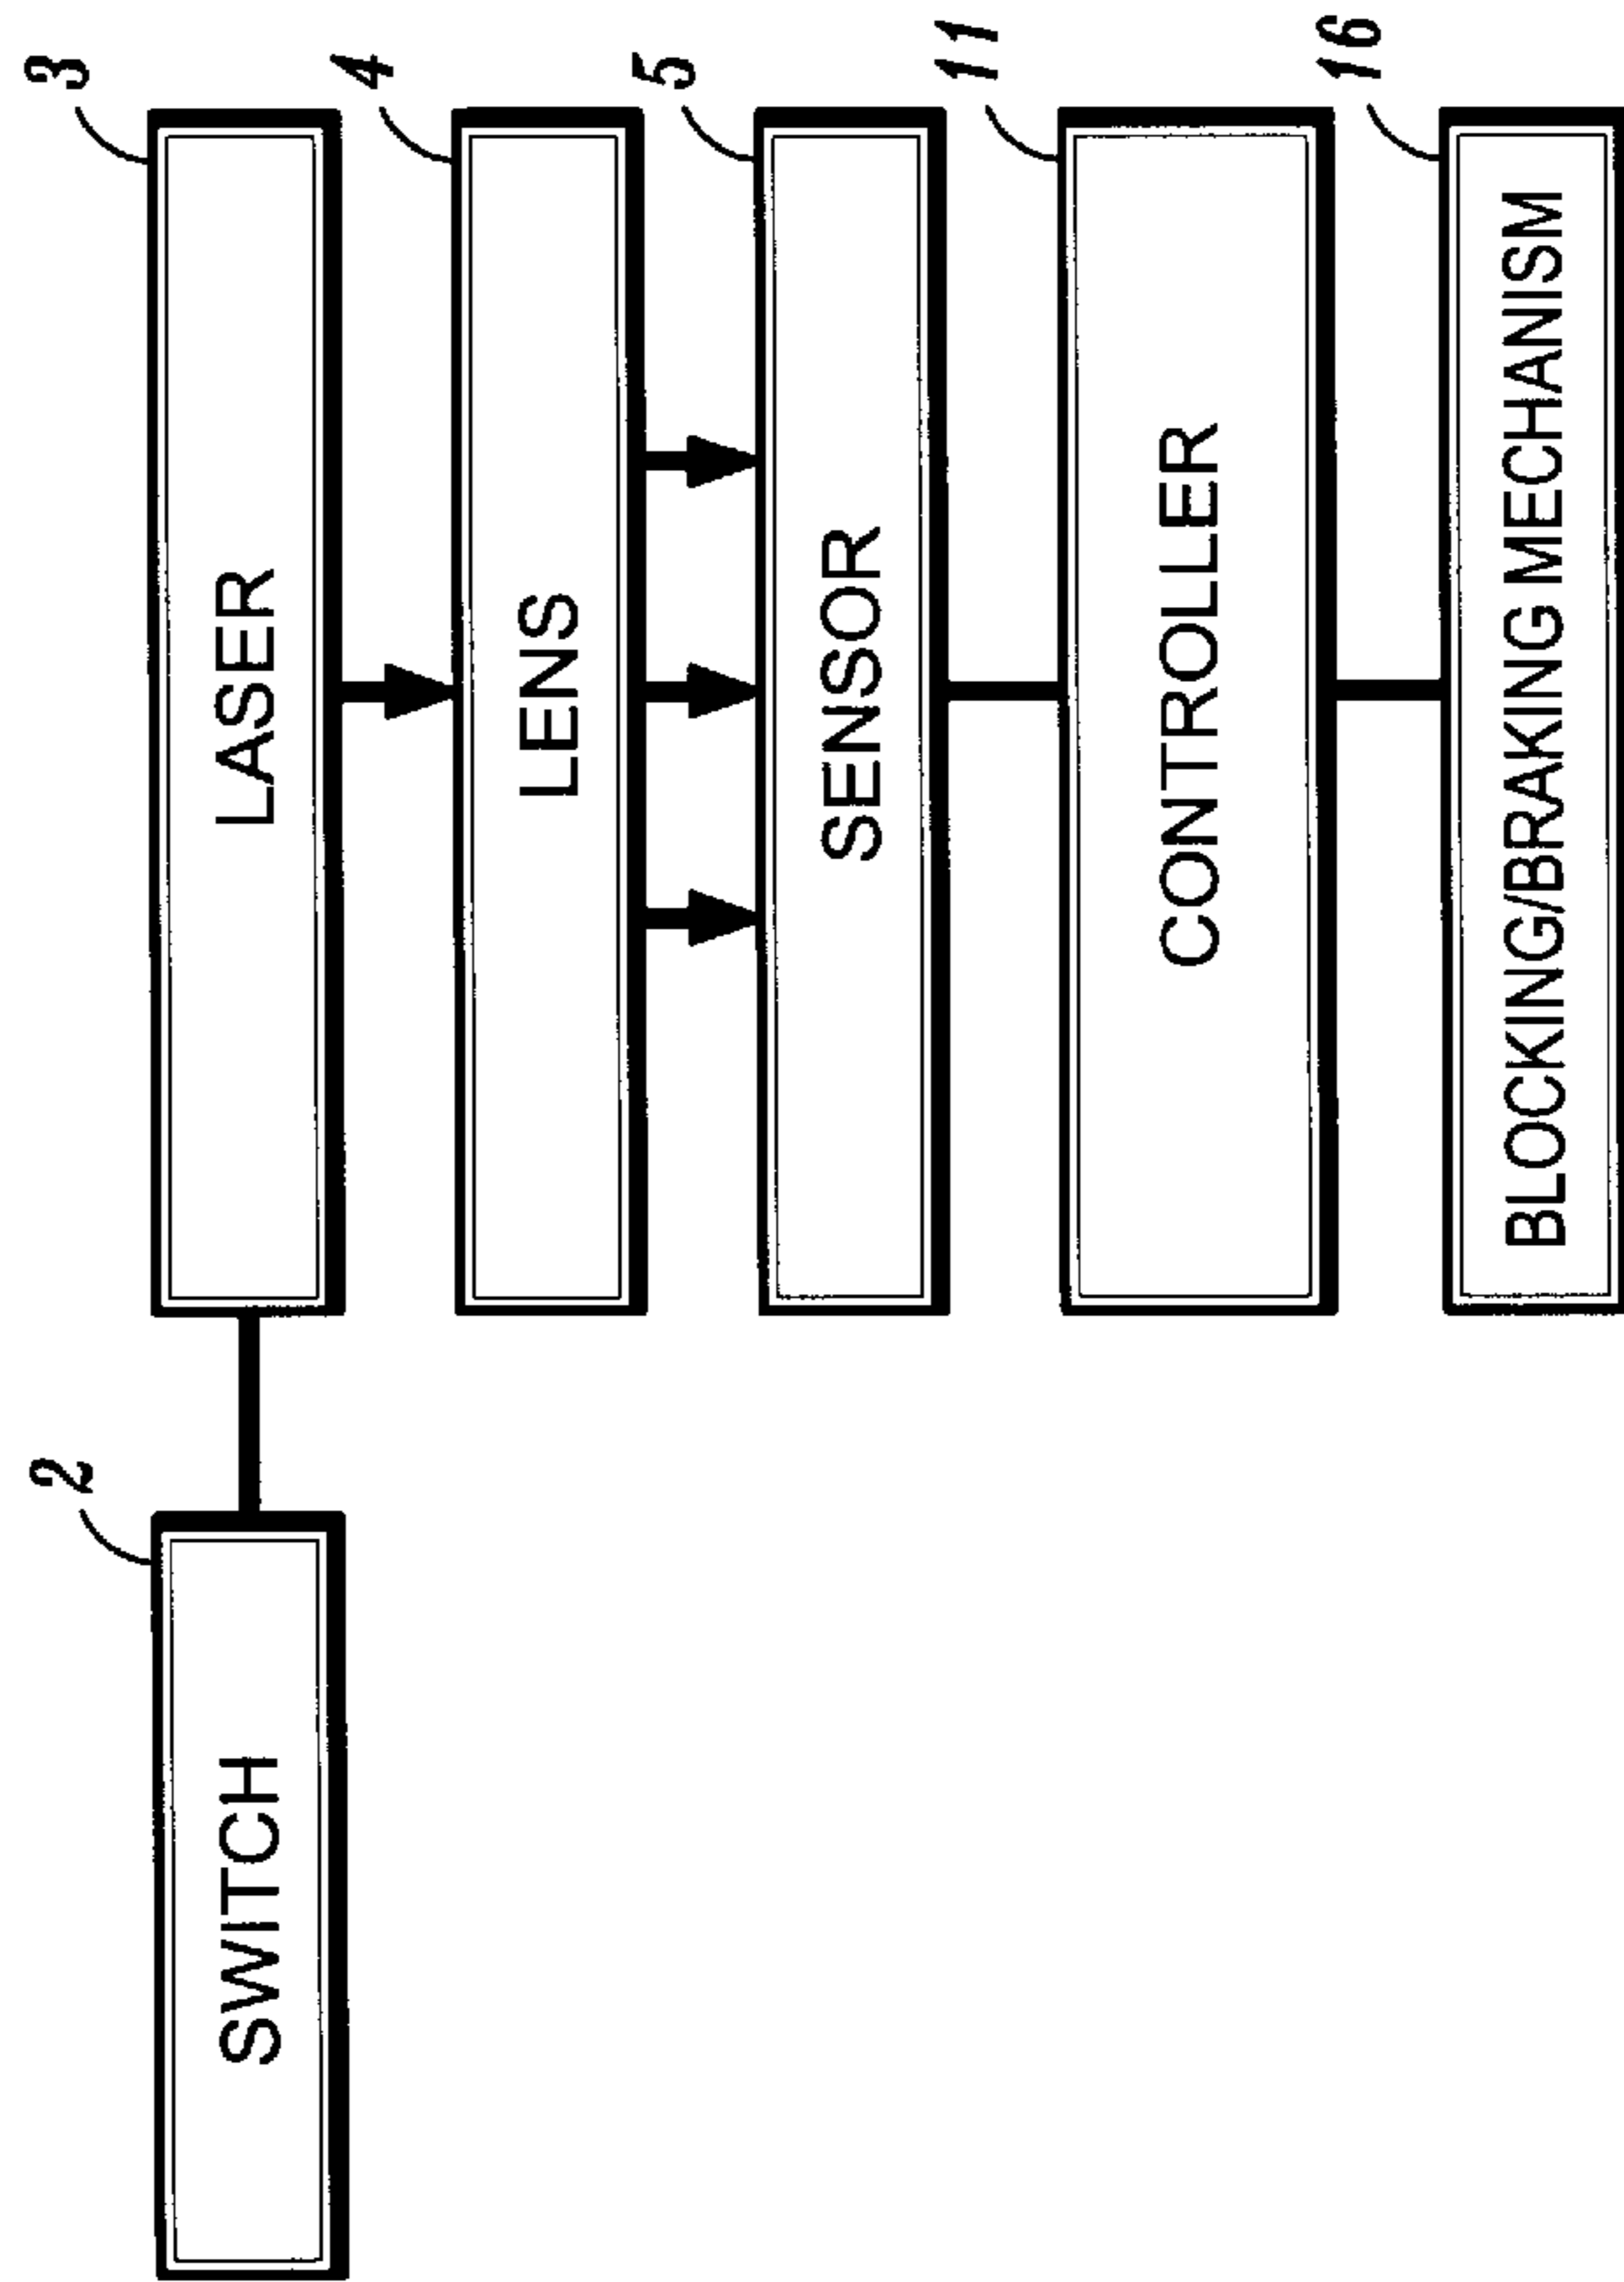 2
SWITCH
3
LASER
4
LENS
5
SENSOR
11
CONTROLLER
16
BLOCKING/BRAKING MECHANISM